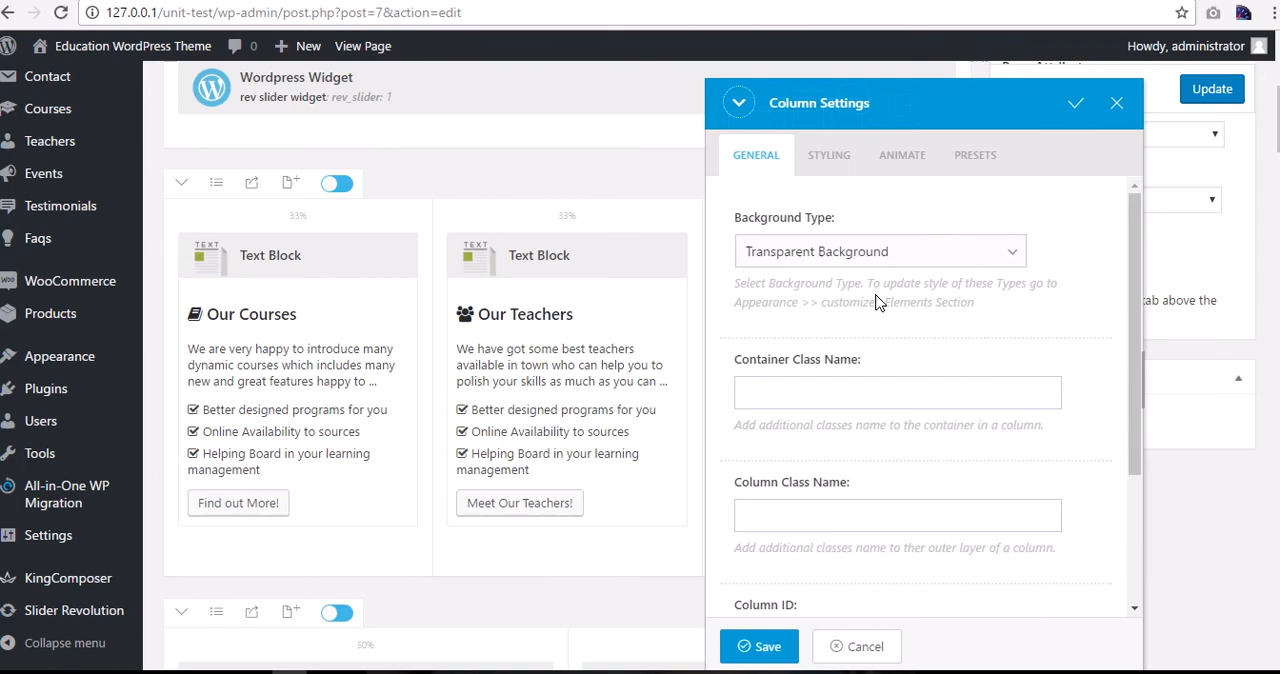 127.0.0.1/unit-test/wp-admin/post.php?post=7&action=edit
Education WordPress Theme
0
New
View Page
Howdy, administrator
Contact
Courses
Teachers
Events
Testimonials
Faqs
WooCommerce
Products
Appearance
Plugins
Users
Tools
All-in-One WP
Migration
Settings
KingComposer
Slider Revolution
Collapse menu
Wordpress Widget
rev slider widget: rev_slider: 1
33%
TEXT
Text Block
Our Courses
We are very happy to introduce many
dynamic courses which includes many
new and great features happy to ...
Better designed programs for you
Online Availability to sources
Helping Board in your learning
management
Find out More!
33%
TEXT
Text Block
Our Teachers
We have got some best teachers
available in town who can help you to
polish your skills as much as you can ...
Better designed programs for you
Online Availability to sources
Helping Board in your learning
management
Meet Our Teachers!
50%
Column Settings
GENERAL
STYLING
ANIMATE
PRESETS
Background Type:
Transparent Background
Select Background Type. To update style of these Types go to
Appearance >> customize Elements Section
Container Class Name:
Add additional classes name to the container in a column.
Column Class Name:
Add additional classes name to ther outer layer of a column.
Column ID:
Save
Cancel
Update
tab above the